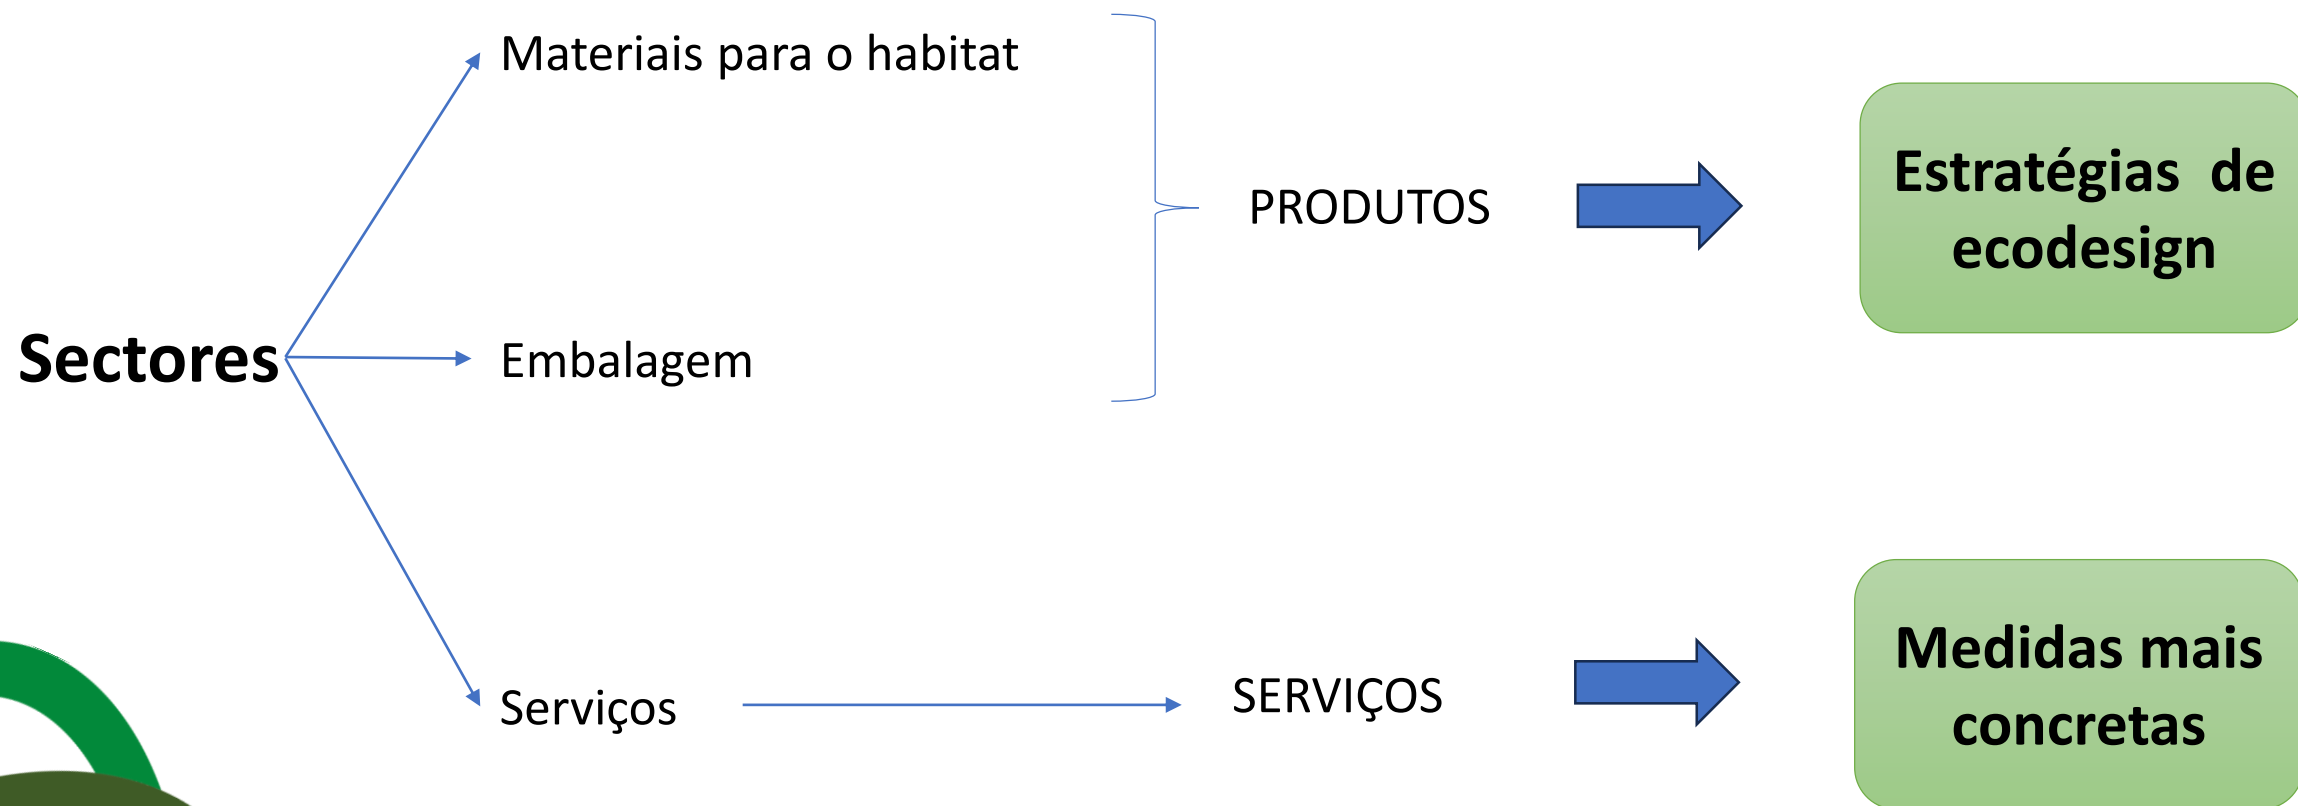 Materiais para o habitat
PRODUTOS
Estratégias de
ecodesign
Sectores
Embalagem
Serviços
SERVIÇOS
Medidas mais
concretas